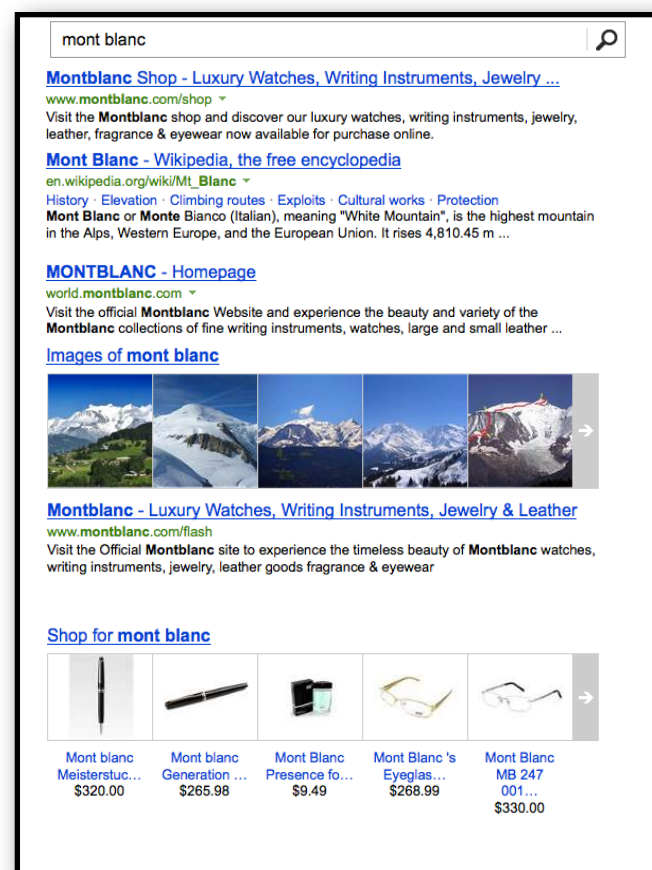 mont blanc
Montblanc Shop - Luxury Watches, Writing Instruments, Jewelry ...
www.montblanc.com/shop
Visit the Montblanc shop and discover our luxury watches, writing instruments, jewelry,
leather, fragrance & eyewear now available for purchase online.
Mont Blanc - Wikipedia, the free encyclopedia
en.wikipedia.org/wiki/Mt_Blanc
History · Elevation · Climbing routes · Exploits · Cultural works · Protection
Mont Blanc or Monte Bianco (Italian), meaning "White Mountain", is the highest mountain
in the Alps, Western Europe, and the European Union. It rises 4,810.45 m ...
MONTBLANC - Homepage
world.montblanc.com
Visit the official Montblanc Website and experience the beauty and variety of the
Montblanc collections of fine writing instruments, watches, large and small leather ...
Images of mont blanc
Montblanc - Luxury Watches, Writing Instruments, Jewelry & Leather
www.montblanc.com/flash
Visit the Official Montblanc site to experience the timeless beauty of Montblanc watches,
writing instruments, jewelry, leather goods fragrance & eyewear
Shop for mont blanc
Mont blanc
Meisterstuc...
$320.00
Mont blanc
Generation ...
$265.98
Mont Blanc
Presence fo...
$9.49
Mont Blanc 's
Eyeglas...
$268.99
Mont Blanc
MB 247
001...
$330.00